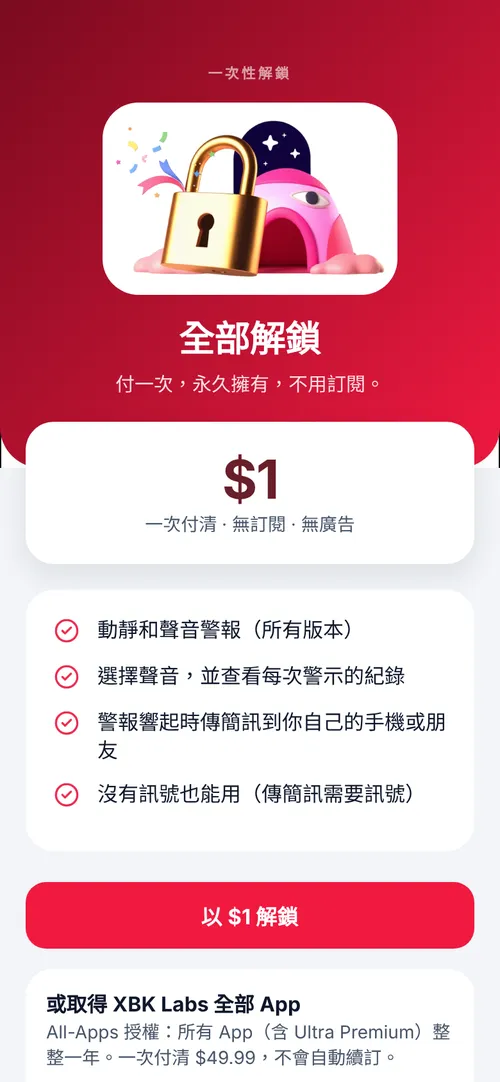 一次性解鎖
全部解鎖
付一次，永久擁有，不用訂閱。
$1
一次付清 · 無訂閱 · 無廣告
動靜和聲音警報（所有版本）
選擇聲音，並查看每次警示的紀錄
警報響起時傳簡訊到你自己的手機或朋
友
沒有訊號也能用（傳簡訊需要訊號）
以 $1 解鎖
或取得 XBK Labs 全部 App
All-Apps 授權：所有 App（含 Ultra Premium）整
整一年。一次付清 $49.99，不會自動續訂。